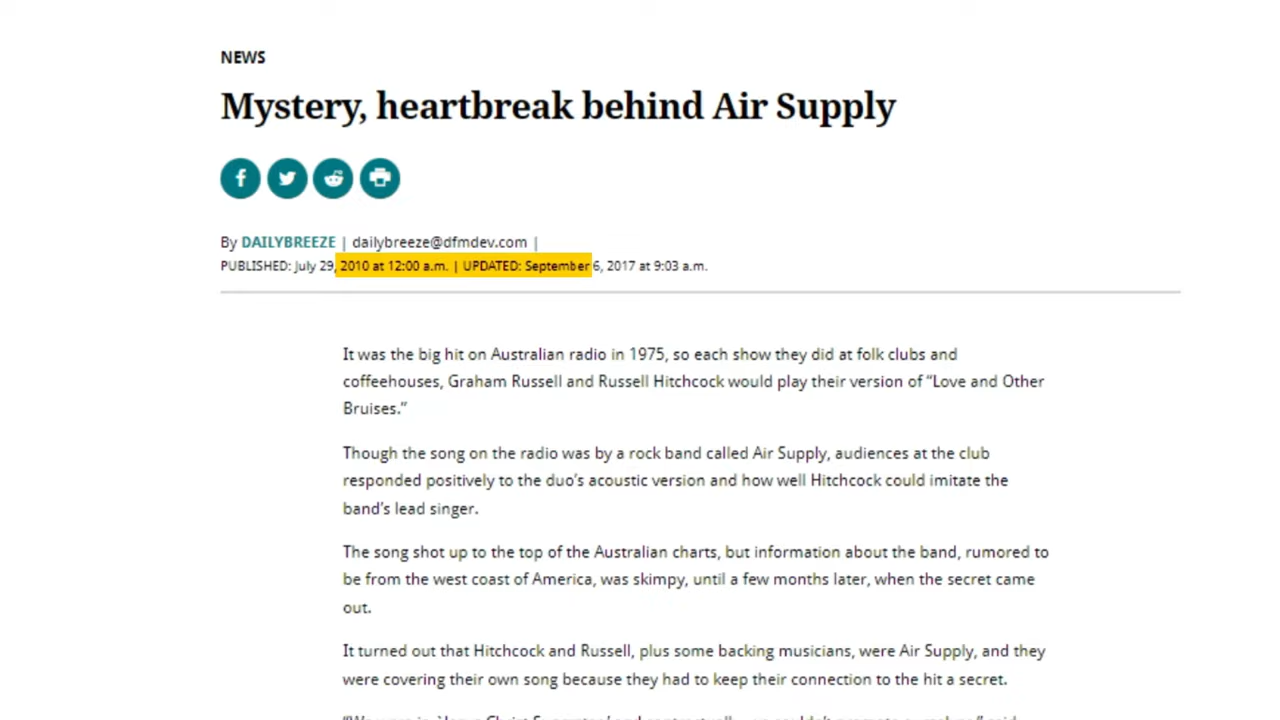 NEWS
Mystery, heartbreak behind Air Supply
By DAILYBREEZE | dailybreeze@dfmdev.com |
PUBLISHED: July 29, 2010 at 12:00 a.m. | UPDATED: September 6, 2017 at 9:03 a.m.
It was the big hit on Australian radio in 1975, so each show they did at folk clubs and
coffeehouses, Graham Russell and Russell Hitchcock would play their version of “Love and Other
Bruises.”
Though the song on the radio was by a rock band called Air Supply, audiences at the club
responded positively to the duo’s acoustic version and how well Hitchcock could imitate the
band’s lead singer.
The song shot up to the top of the Australian charts, but information about the band, rumored to
be from the west coast of America, was skimpy, until a few months later, when the secret came
out.
It turned out that Hitchcock and Russell, plus some backing musicians, were Air Supply, and they
were covering their own song because they had to keep their connection to the hit a secret.